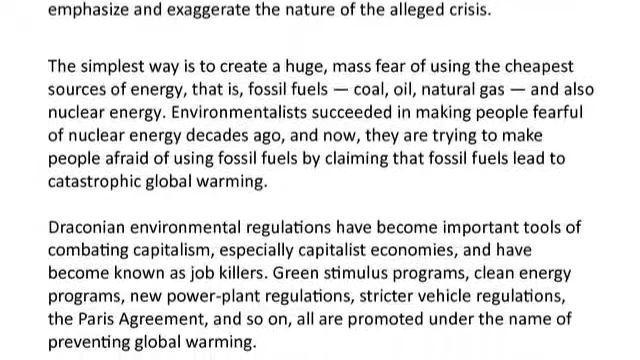 emphasize and exaggerate the nature of the alleged crisis.
The simplest way is to create a huge, mass fear of using the cheapest
sources of energy, that is, fossil fuels — coal, oil, natural gas — and also
nuclear energy. Environmentalists succeeded in making people fearful
of nuclear energy decades ago, and now, they are trying to make
people afraid of using fossil fuels by claiming that fossil fuels lead to
catastrophic global warming.
Draconian environmental regulations have become important tools of
combating capitalism, especially capitalist economies, and have
become known as job killers. Green stimulus programs, clean energy
programs, new power-plant regulations, stricter vehicle regulations,
the Paris Agreement, and so on, all are promoted under the name of
preventing global warming.